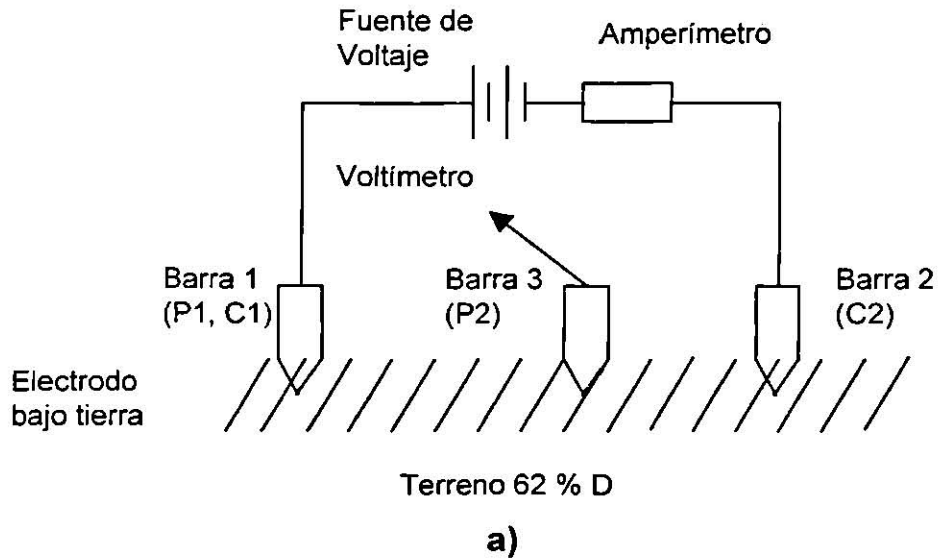 Fuente de
Voltaje
Amperímetro
Voltímetro
Barra 1
(P1, C1)
Barra 3
(P2)
Barra 2
(C2)
Electrodo
bajo tierra
Terreno 62 % D
a)